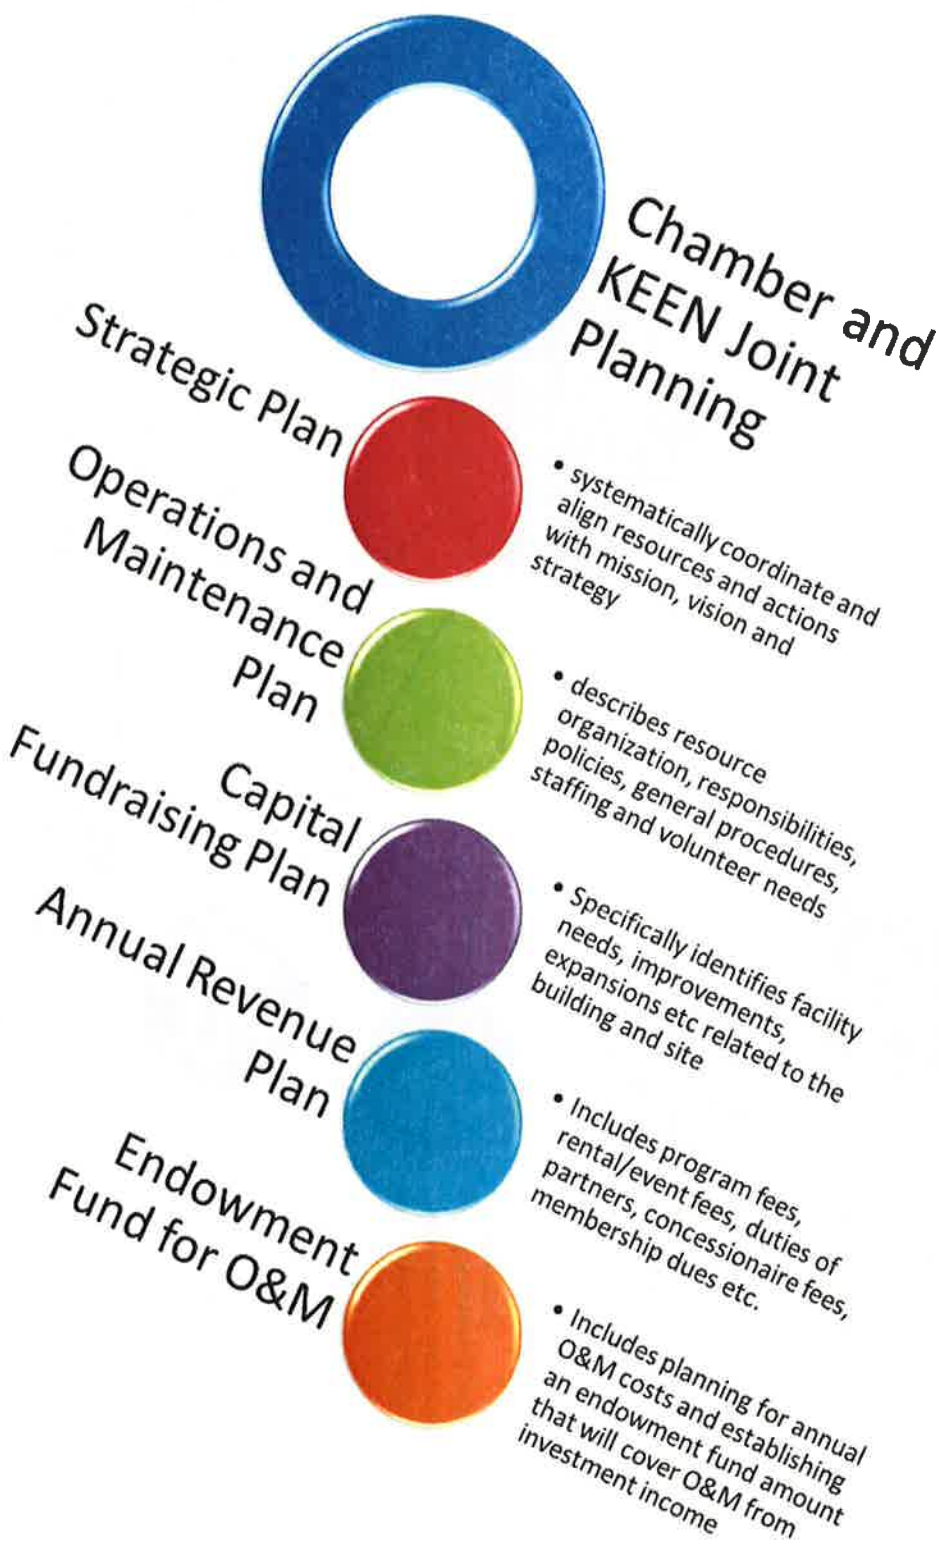 Chamber and
KEEN Joint
Planning
Strategic Plan
• systematically coordinate and
align resources and actions
with mission, vision and
strategy
Operations and
Maintenance
Plan
• describes resource
organization, responsibilities,
policies, general procedures,
staffing and volunteer needs
Capital
Fundraising Plan
• Specifically identifies facility
needs, improvements,
expansions etc related to the
building and site
Annual Revenue
Plan
• Includes program fees,
rental/event fees, duties of
partners, concessionaire fees,
membership dues etc.
Endowment
Fund for O&M
• Includes planning for annual
O&M costs and establishing
an endowment fund amount
that will cover O&M from
investment income